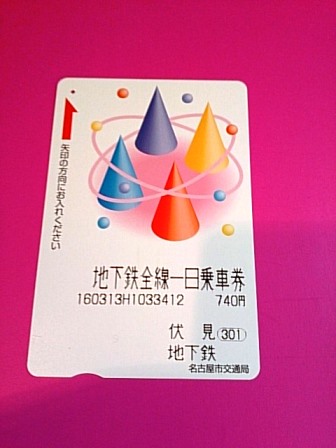 矢印の方向にお入れください
地下鉄全線一日乗車券
160313H1033412 740円
伏見 301
地下鉄
名古屋市交通局